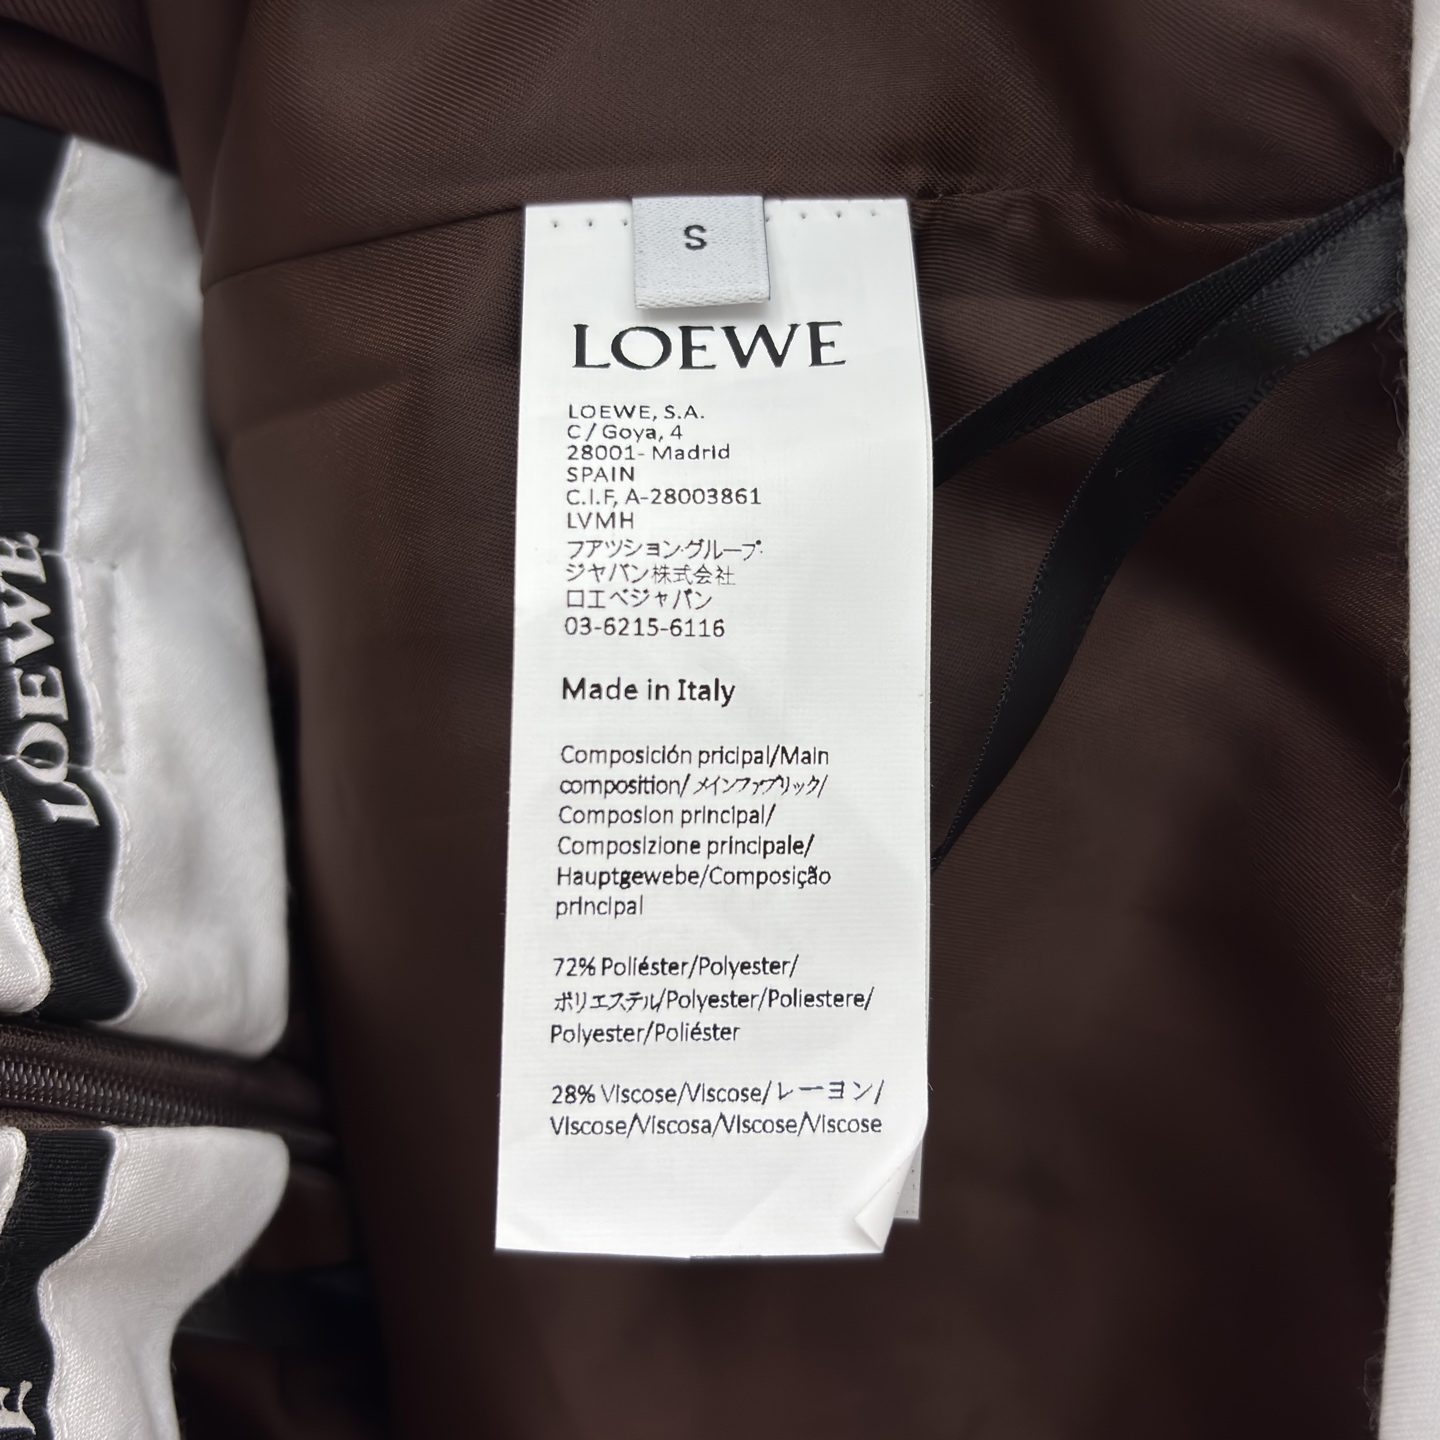 S
LOEWE
LOEWE, S.A.
C / Goya, 4
28001- Madrid
SPAIN
C.I.F, A-28003861
LVMH
フアツション·グループ·
ジヤパン株式会社
ロエベジャパン
03-6215-6116
Made in Italy
Composición pricipal/Main
composition/メインファブリック/
Composion principal/
Composizione principale/
Hauptgewebe/Composição
principal
72% Poliéster/Polyester/
ポリエステル/Polyester/Poliestere/
Polyester/Poliéster
28% Viscose/Viscose/レーヨン/
Viscose/Viscosa/Viscose/Viscose
LOEWE